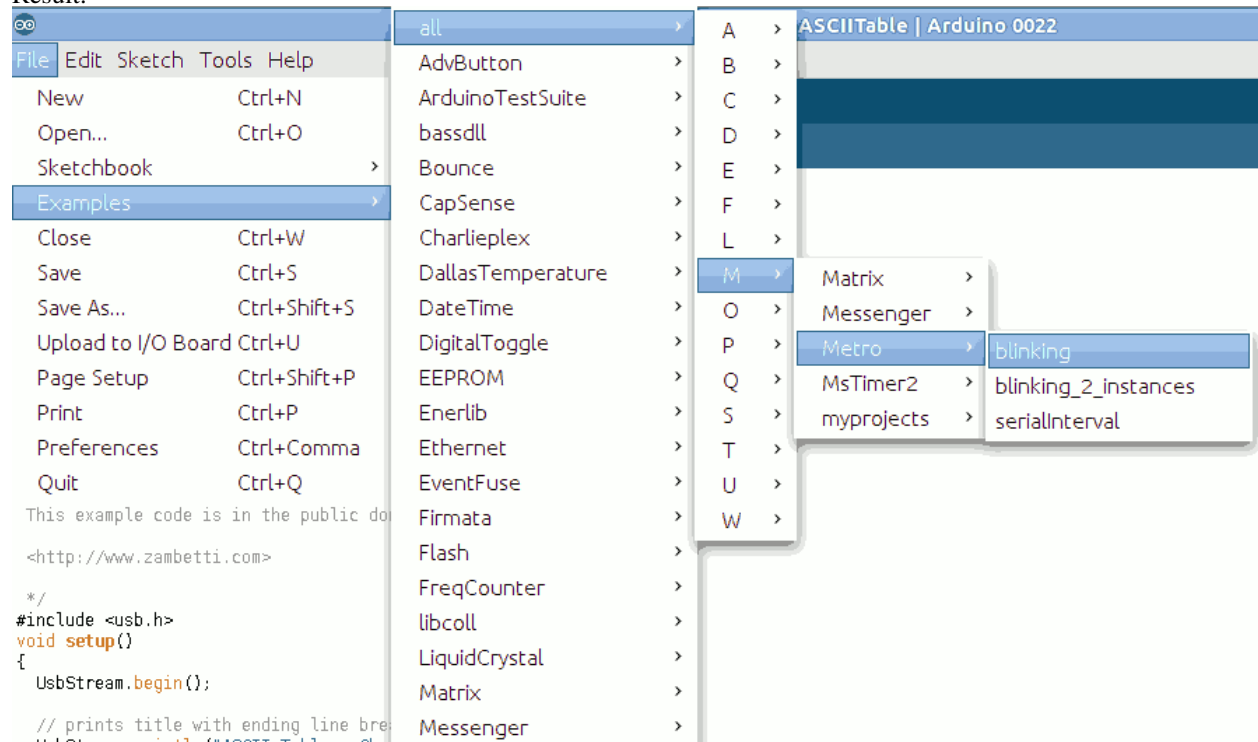 Result:
ASCIITable | Arduino 0022
File Edit Sketch Tools Help
New Ctrl+N
Open... Ctrl+O
Sketchbook
Examples
Close Ctrl+W
Save Ctrl+S
Save As... Ctrl+Shift+S
Upload to I/O Board Ctrl+U
Page Setup Ctrl+Shift+P
Print Ctrl+P
Preferences Ctrl+Comma
Quit Ctrl+Q
This example code is in the public
<http://www.zambetti.com>
*/
#include <usb.h>
void setup()
{
UsbStream.begin();
// prints title with ending line
all
AdvButton
ArduinoTestSuite
bassdll
Bounce
CapSense
Charlieplex
DallasTemperature
DateTime
DigitalToggle
EEPROM
Enerlib
Ethernet
EventFuse
Firmata
Flash
FreqCounter
libcoll
LiquidCrystal
Matrix
Messenger
A
B
C
D
E
F
L
M
O
P
Q
S
T
U
W
Matrix
Messenger
Metro
MsTimer2
myprojects
blinking
blinking_2_instances
serialInterval